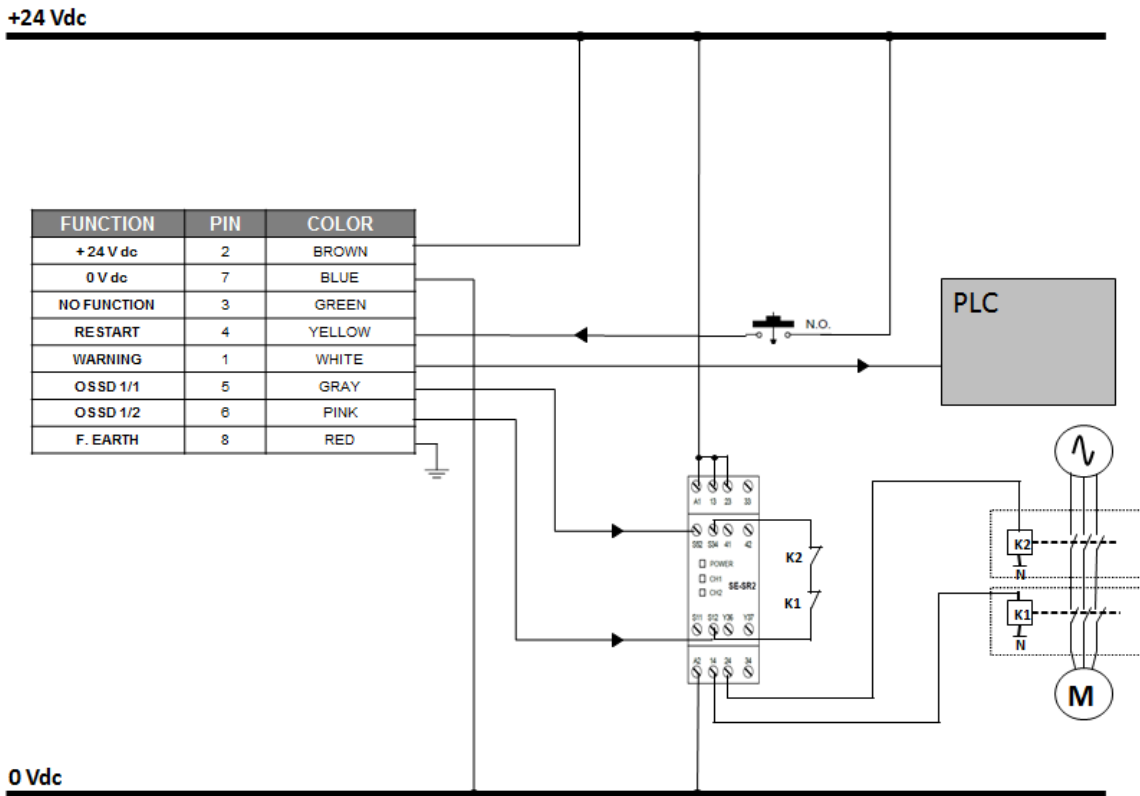 +24 Vdc
FUNCTION PIN COLOR
+ 24 V dc 2 BROWN
0 V dc 7 BLUE
NO FUNCTION 3 GREEN
RESTART 4 YELLOW
WARNING 1 WHITE
OSSD 1/1 5 GRAY
OSSD 1/2 6 PINK
F. EARTH 8 RED
N.O.
PLC
A1 13 23 33
S52 S34 41 42
POWER
CH1
CH2
SE-SR2
S11 S12 Y36 Y37
A2 14 24 34
K2
K1
K2
N
K1
N
M
0 Vdc